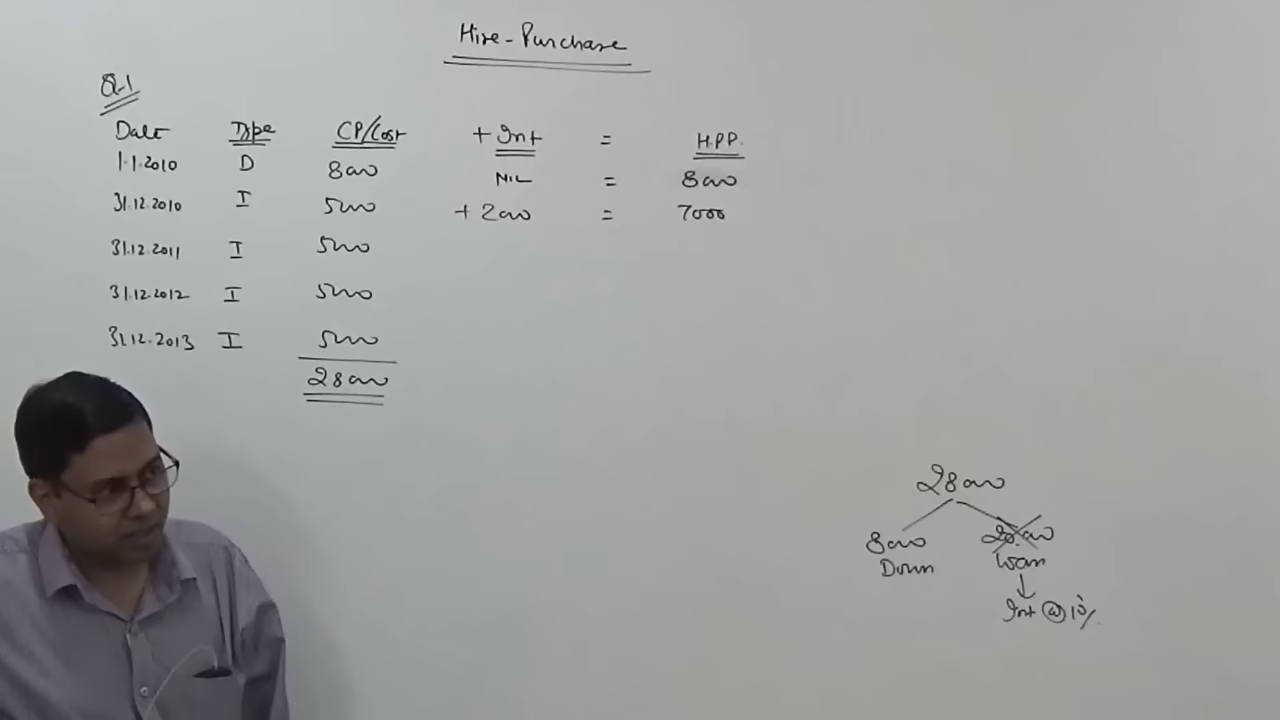 Hire-Purchase
Q.1
Date Type CP/Cost + Int = H.P.P.
1.1.2010 D 8000 NIL = 8000
31.12.2010 I 5000 + 2000 = 7000
31.12.2011 I 5000
31.12.2012 I 5000
31.12.2013 I 5000
28000
28000
8000 20,000
Down Loan
Int @ 10%